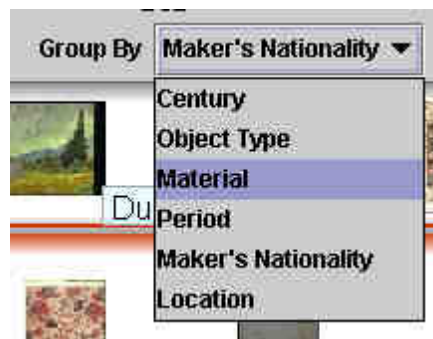 Group By Maker's Nationality
Century
Object Type
Material
Du
Period
Maker's Nationality
Location